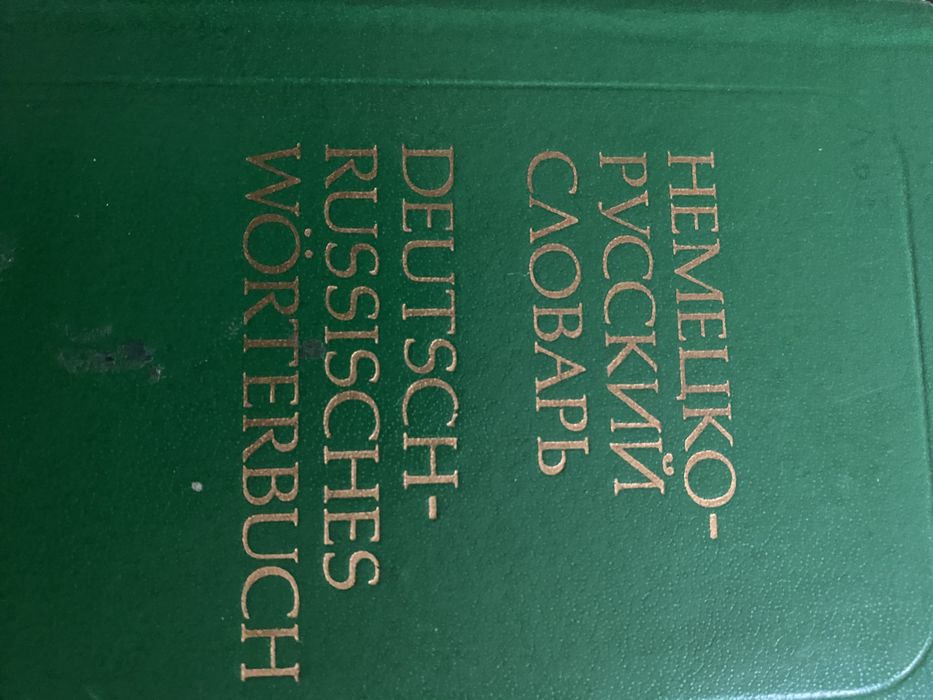 НЕМЕЦКО-
РУССКИЙ
СЛОВАРЬ
DEUTSCH-
RUSSISCHES
WÖRTERBUCH